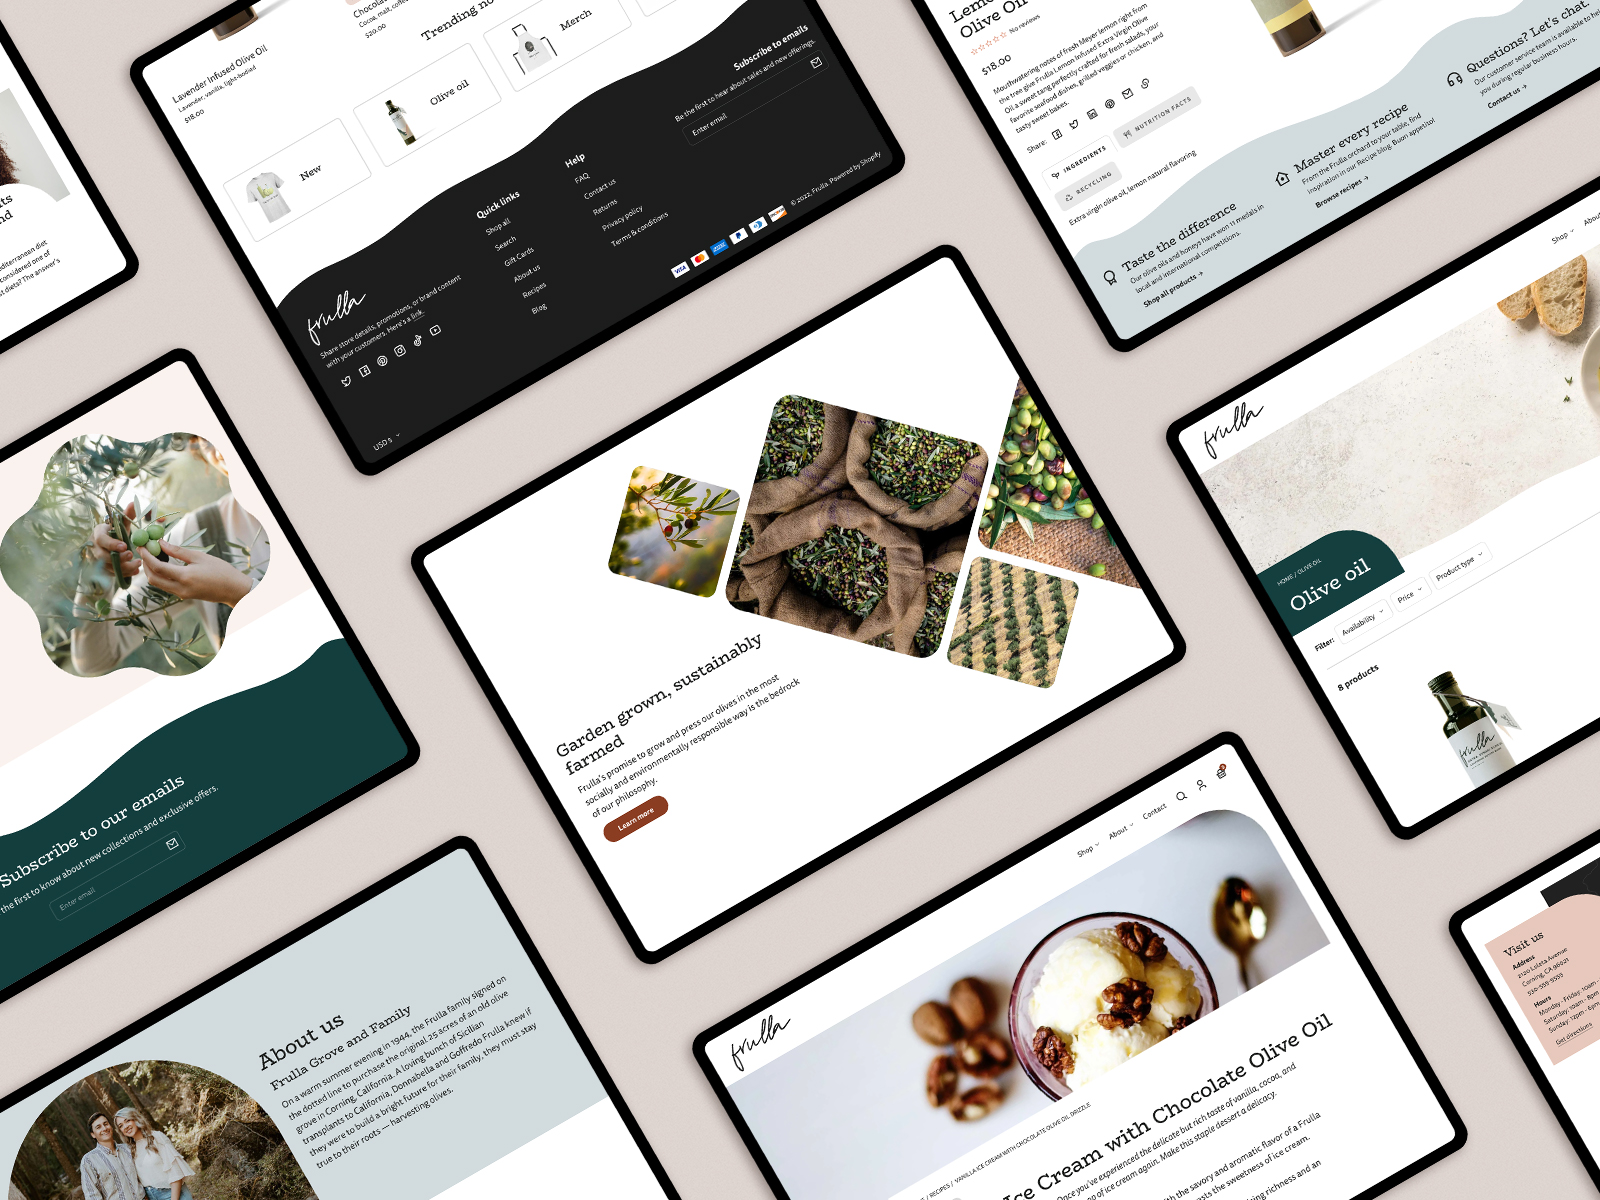 Lavender Infused Olive Oil
Lavender, vanilla, light-bodied
$18.00
Cocoa, malt, coffee
$20.00
Trending
New
Olive oil
Merch
Subscribe to emails
Be the first to hear about sales and new offerings.
Enter email
frulla
Share store details, promotions, or brand content
with your customers. Here's a link.
Quick links
Shop all
Search
Gift Cards
About us
Recipes
Blog
Help
FAQ
Contact us
Returns
Privacy policy
Terms & conditions
USD $
VISA
© 2022, Frulla. Powered by Shopify
Olive Oil
No reviews
$18.00
Mouthwatering notes of fresh Meyer lemon right from
the tree give Frulla Lemon Infused Extra Virgin Olive
Oil a sweet tang perfectly crafted for fresh salads, your
favorite seafood dishes, grilled veggies or chicken, and
tasty sweet bakes.
Share:
INGREDIENTS
NUTRITION FACTS
RECYCLING
Extra virgin olive oil, lemon natural flavoring
Taste the difference
Our olive oils and honeys have won 11 medals in
local and international competitions.
Shop all products →
Master every recipe
From the Frulla orchard to your table, find
inspiration in our Recipe blog. Buon appetito!
Browse recipes →
Questions? Let's chat.
Our customer service team is available to
you during regular business hours.
Contact us →
Subscribe to our emails
the first to know about new collections and exclusive offers.
Enter email
Garden grown, sustainably
farmed
Frulla's promise to grow and press our olives in the most
socially and environmentally responsible way is the bedrock
of our philosophy.
Learn more
frulla
Shop
HOME / OLIVE OIL
Olive oil
Filter:
Availability
Price
Product type
8 products
frulla
About us
Frulla Grove and Family
On a warm summer evening in 1944, the Frulla family signed on
the dotted line to purchase the original 25 acres of an old olive
grove in Corning, California. A loving bunch of Sicilian
transplants to California, Donnabella and Goffredo Frulla knew if
they were to build a bright future for their family, they must stay
true to their roots — harvesting olives.
frulla
Shop
About
Contact
/ RECIPES / VANILLA ICE CREAM WITH CHOCOLATE OLIVE OIL DRIZZLE
Ice Cream with Chocolate Olive Oil
Once you've experienced the delicate but rich taste of vanilla, cocoa, and
of ice cream again. Make this staple dessert a delicacy.
with the savory and aromatic flavor of a Frulla
the sweetness of ice cream.
richness and an
Visit us
Address
2120 Loleta Avenue
Corning, CA 96021
530-559-5555
Hours
Monday - Friday: 10am -
Saturday: 10am - 8pm
Sunday: 12pm - 6pm
Get directions